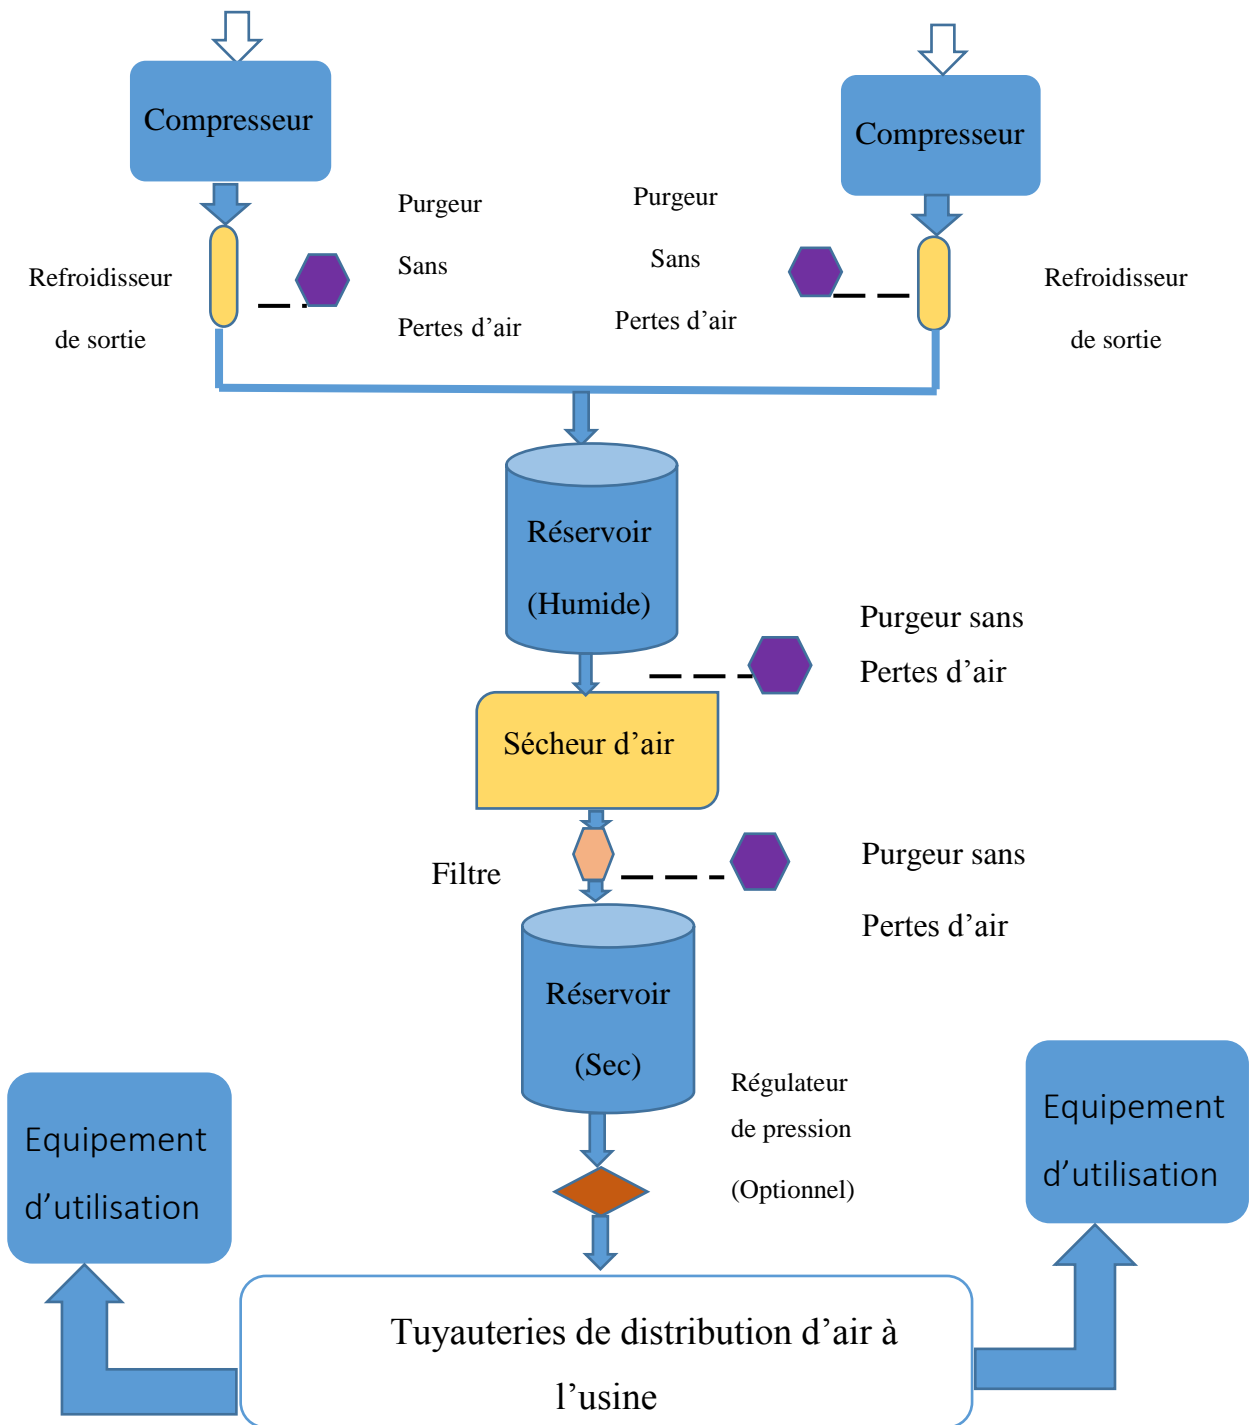 Compresseur
Compresseur
Purgeur
Sans
Pertes d’air
Purgeur
Sans
Pertes d’air
Refroidisseur
de sortie
Refroidisseur
de sortie
Réservoir
(Humide)
Purgeur sans
Pertes d’air
Sécheur d’air
Filtre
Purgeur sans
Pertes d’air
Réservoir
(Sec)
Régulateur
de pression
(Optionnel)
Equipement
d’utilisation
Equipement
d’utilisation
Tuyauteries de distribution d’air à
l’usine